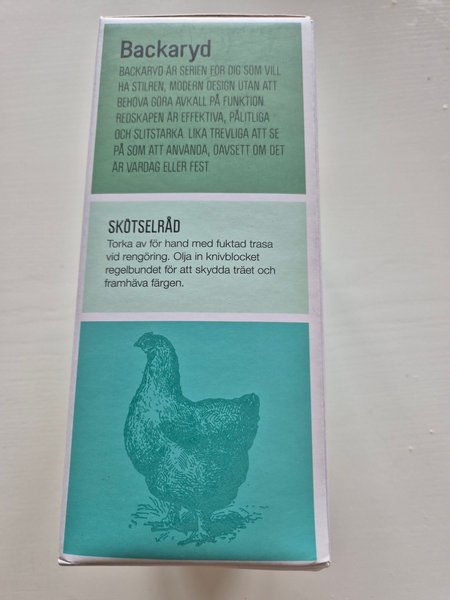 Backaryd
BACKARYD ÄR SERIEN FÖR DIG SOM VILL
HA STILREN, MODERN DESIGN UTAN ATT
BEHÖVA GÖRA AVKALL PÅ FUNKTION.
REDSKAPEN ÄR EFFEKTIVA, PÅLITLIGA
OCH SLITSTARKA. LIKA TREVLIGA ATT SE
PÅ SOM ATT ANVÄNDA, OAVSETT OM DET
ÄR VARDAG ELLER FEST.
SKÖTSELRÅD
Torka av för hand med fuktad trasa
vid rengöring. Olja in knivblocket
regelbundet för att skydda träet och
framhäva färgen.